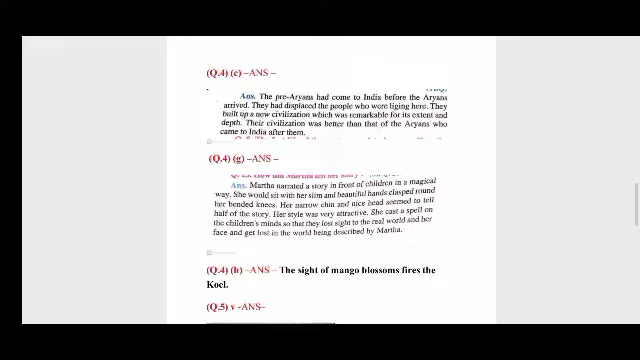 (Q.4) (c) –ANS –
Ans. The pre-Aryans had come to India before the Aryans
arrived. They had displaced the people who were liging here. They
built up a new civilization which was remarkable for its extent and
depth. Their civilization was better than that of the Aryans who
came to India after them.
(Q.4) (g) –ANS –
Ans. Martha narrated a story in front of children in a magical
way. She would sit with her slim and beautiful hands clasped round
her bended knees. Her narrow chin and nice head seemed to tell
half of the story. Her style was very attractive. She cast a spell on
the children's minds so that they lost sight to the real world and her
face and get lost in the world being described by Martha.
(Q.4) (h) –ANS – The sight of mango blossoms fires the
Koel.
(Q.5) v -ANS–